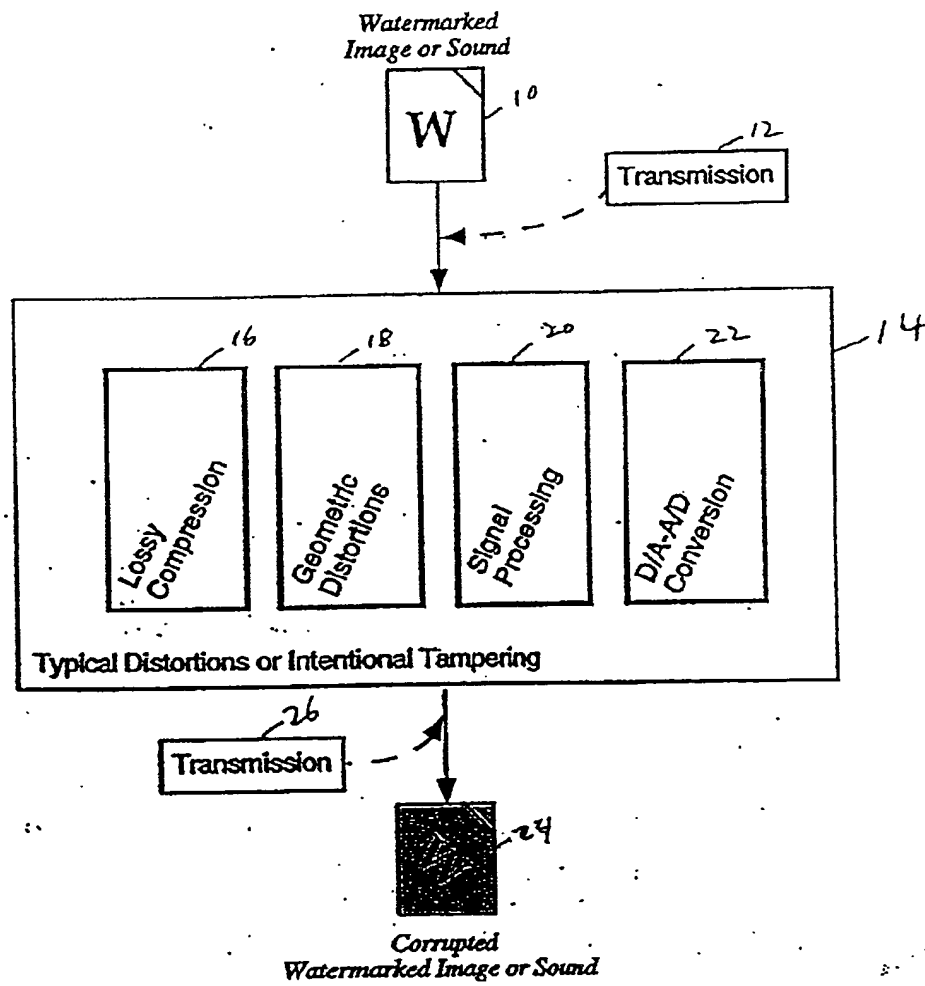 Watermarked
Image or Sound
W
10
12
Transmission
14
16
18
20
22
Lossy
Compression
Geometric
Distortions
Signal
Processing
D/A-A/D
Conversion
Typical Distortions or Intentional Tampering
26
Transmission
24
Corrupted
Watermarked Image or Sound